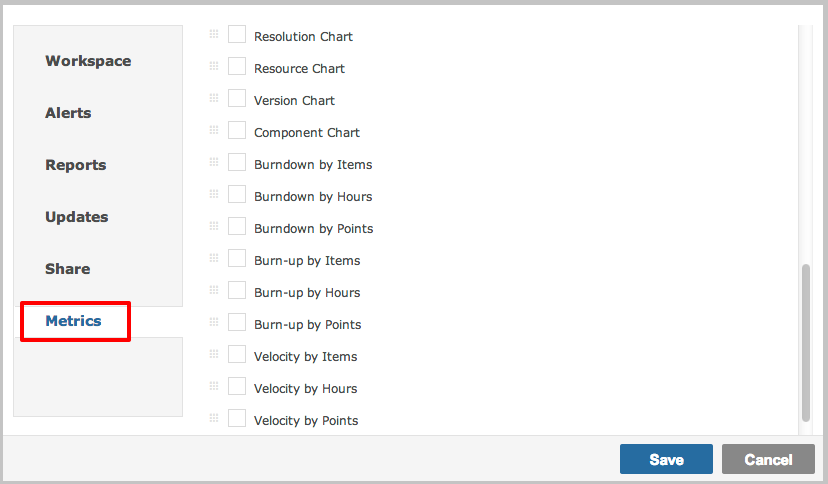 Workspace
Alerts
Reports
Updates
Share
Metrics
Resolution Chart
Resource Chart
Version Chart
Component Chart
Burndown by Items
Burndown by Hours
Burndown by Points
Burn-up by Items
Burn-up by Hours
Burn-up by Points
Velocity by Items
Velocity by Hours
Velocity by Points
Save
Cancel